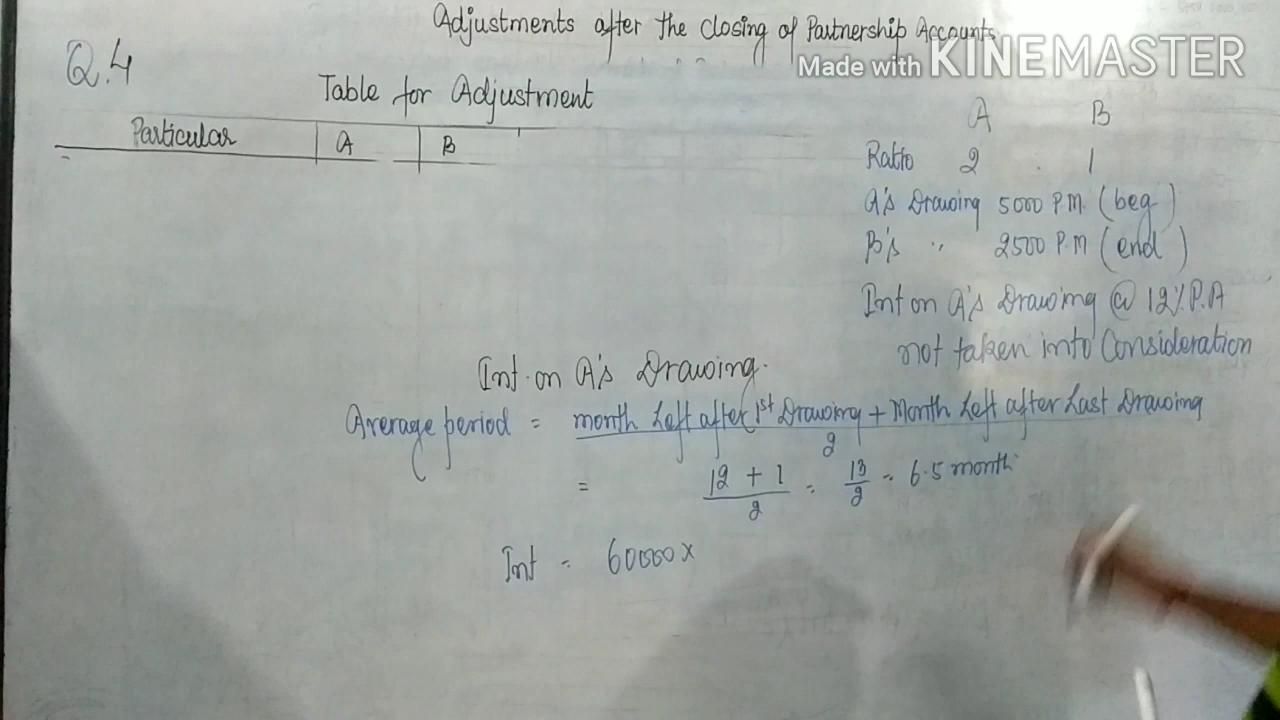 Adjustments after the closing of Partnership Accounts
Made with KINEMASTER
Q.4
Table for Adjustment
Particular A B
A B
Ratio 2 1
A's Drawing 5000 P.M. (beg)
B's " 2500 P.M (end)
Int on A's Drawing @ 12% P.A
not taken into Consideration
Int. on A's Drawing.
Average period = month left after 1st Drawing + Month left after Last Drawing
2
= 12 + 1 = 13 = 6.5 month
2 2
Int = 60000 x